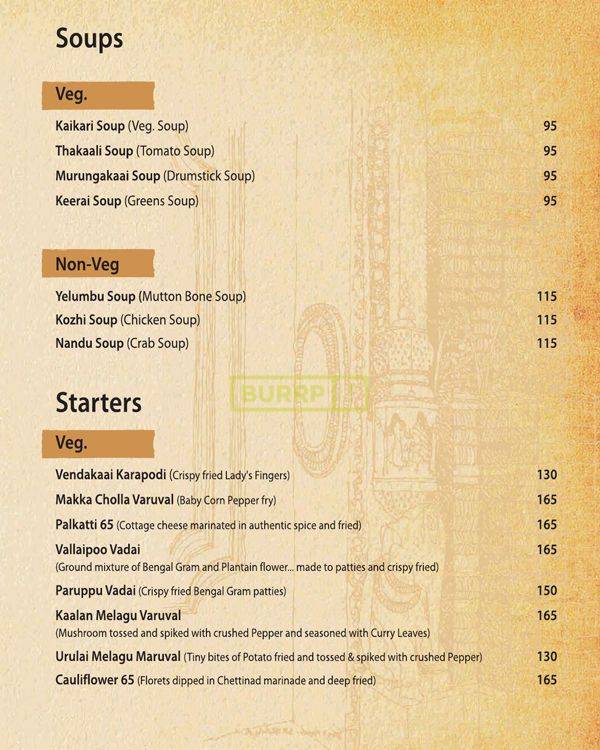 Soups
Veg.
Kaikari Soup (Veg. Soup) 95
Thakaali Soup (Tomato Soup) 95
Murungakaai Soup (Drumstick Soup) 95
Keerai Soup (Greens Soup) 95
Non-Veg
Yelumbu Soup (Mutton Bone Soup) 115
Kozhi Soup (Chicken Soup) 115
Nandu Soup (Crab Soup) 115
BURRP
Starters
Veg.
Vendakaai Karapodi (Crispy fried Lady's Fingers) 130
Makka Cholla Varuval (Baby Corn Pepper fry) 165
Palkatti 65 (Cottage cheese marinated in authentic spice and fried) 165
Vallaipoo Vadai 165
(Ground mixture of Bengal Gram and Plantain flower... made to patties and crispy fried)
Paruppu Vadai (Crispy fried Bengal Gram patties) 150
Kaalan Melagu Varuval 165
(Mushroom tossed and spiked with crushed Pepper and seasoned with Curry Leaves)
Urulai Melagu Maruval (Tiny bites of Potato fried and tossed & spiked with crushed Pepper) 130
Cauliflower 65 (Florets dipped in Chettinad marinade and deep fried) 165